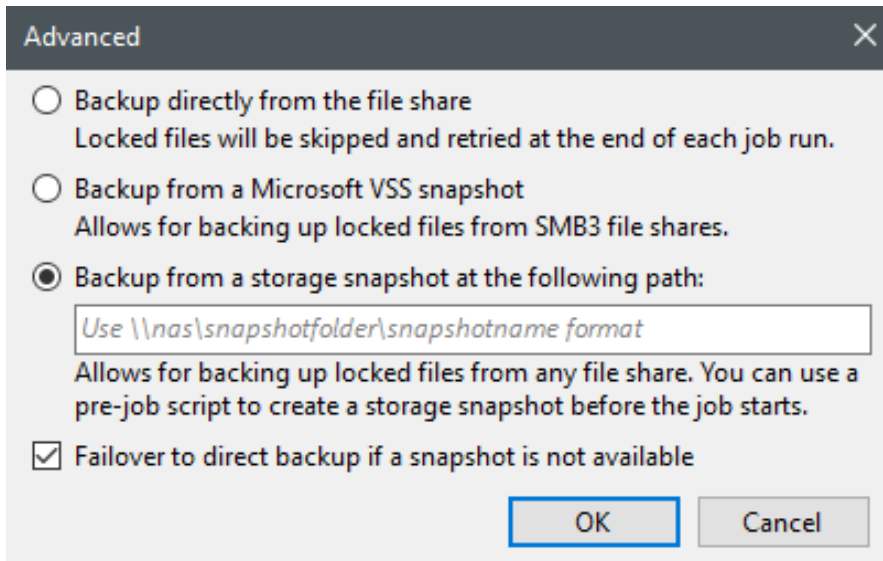 Advanced
Backup directly from the file share
Locked files will be skipped and retried at the end of each job run.
Backup from a Microsoft VSS snapshot
Allows for backing up locked files from SMB3 file shares.
Backup from a storage snapshot at the following path:
Use \\nas\snapshotfolder\snapshotname format
Allows for backing up locked files from any file share. You can use a
pre-job script to create a storage snapshot before the job starts.
Failover to direct backup if a snapshot is not available
OK
Cancel